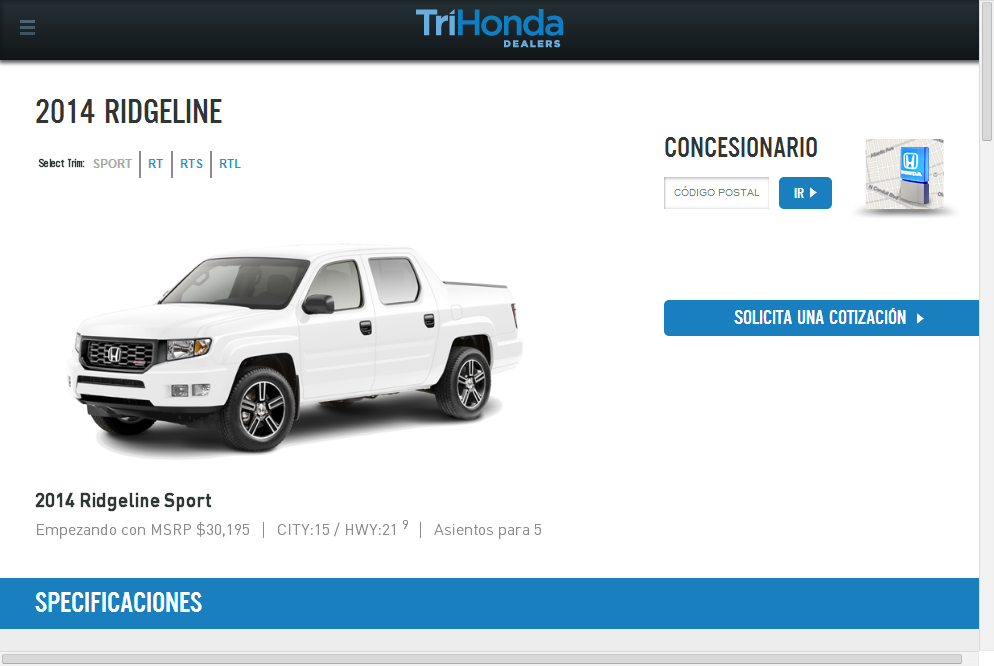 TriHonda
DEALERS
2014 RIDGELINE
Select Trim: SPORT RT RTS RTL
CONCESIONARIO
CÓDIGO POSTAL
IR
HONDA
SOLICITA UNA COTIZACIÓN
2014 Ridgeline Sport
Empezando con MSRP $30,195 | CITY:15 / HWY:21 9 | Asientos para 5
SPECIFICACIONES